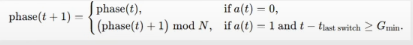 phase(t + 1) = { phase(t), if a(t) = 0,
(phase(t) + 1) mod N, if a(t) = 1 and t − t_last switch ≥ G_min.